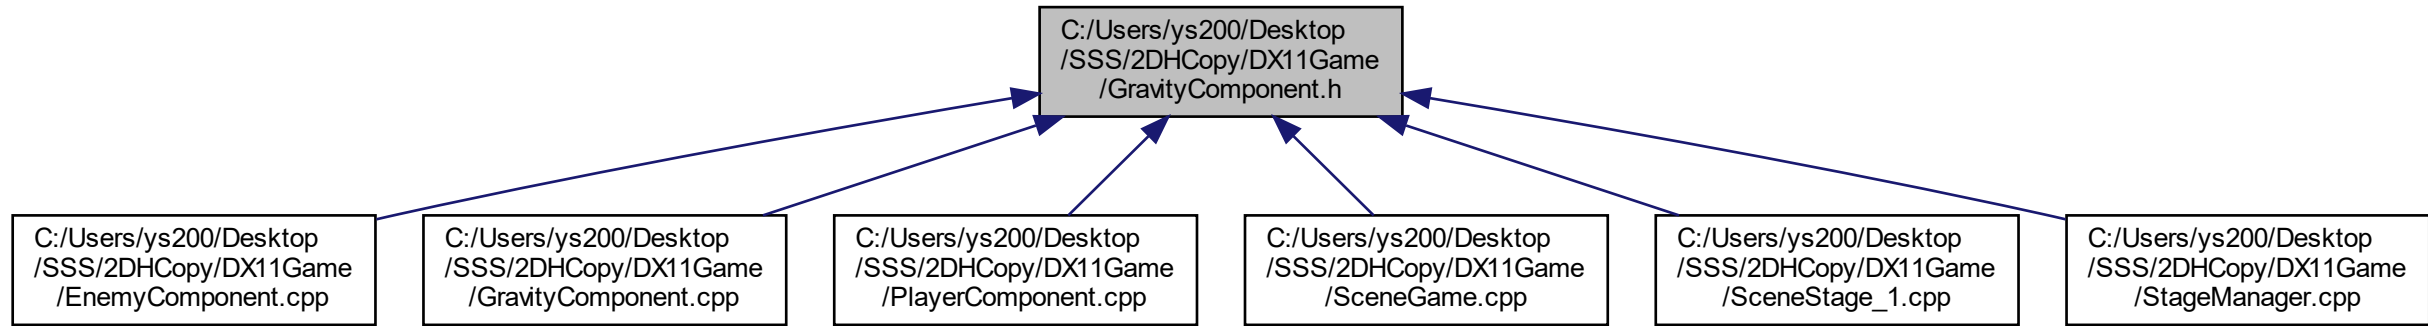 C:/Users/ys200/Desktop
/SSS/2DHCopy/DX11Game
/GravityComponent.h
C:/Users/ys200/Desktop
/SSS/2DHCopy/DX11Game
/EnemyComponent.cpp
C:/Users/ys200/Desktop
/SSS/2DHCopy/DX11Game
/GravityComponent.cpp
C:/Users/ys200/Desktop
/SSS/2DHCopy/DX11Game
/PlayerComponent.cpp
C:/Users/ys200/Desktop
/SSS/2DHCopy/DX11Game
/SceneGame.cpp
C:/Users/ys200/Desktop
/SSS/2DHCopy/DX11Game
/SceneStage_1.cpp
C:/Users/ys200/Desktop
/SSS/2DHCopy/DX11Game
/StageManager.cpp